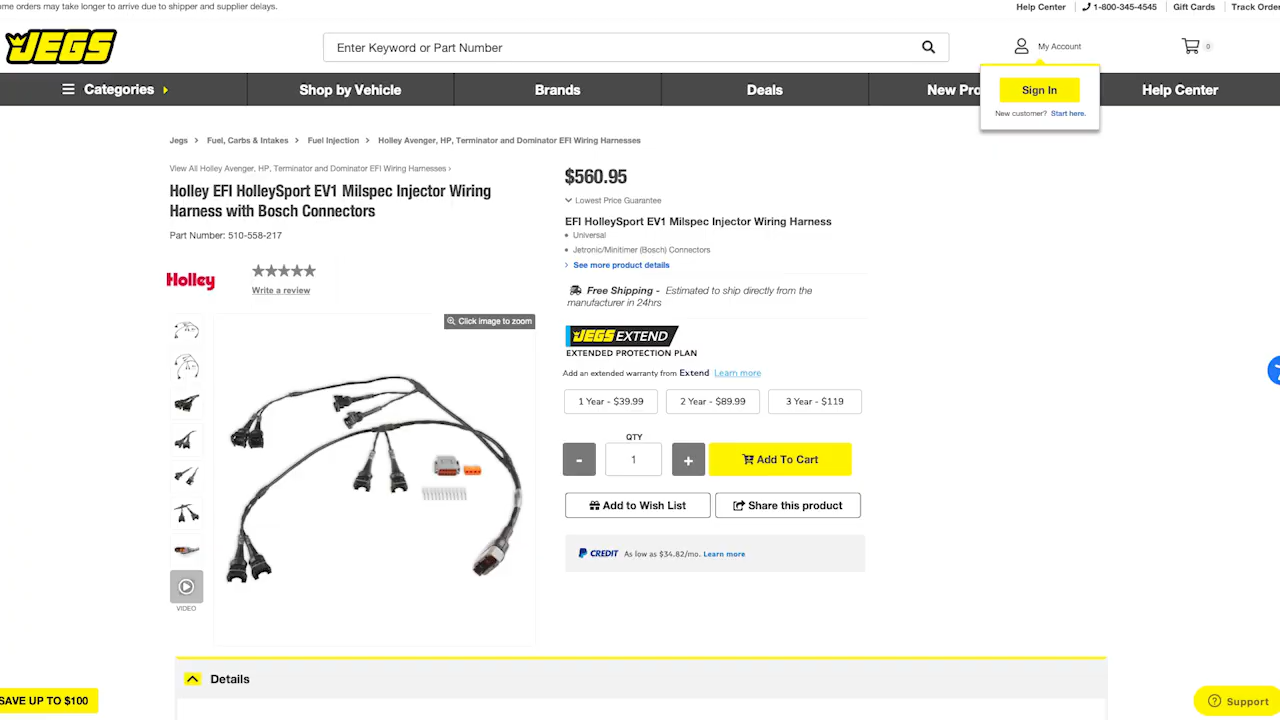 ome orders may take longer to arrive due to shipper and supplier delays.
Help Center
1-800-345-4545
Gift Cards
Track Order
JEGS
Enter Keyword or Part Number
My Account
0
Categories
Shop by Vehicle
Brands
Deals
New Pro
Help Center
Sign In
New customer? Start here.
Jegs > Fuel, Carbs & Intakes > Fuel Injection > Holley Avenger, HP, Terminator and Dominator EFI Wiring Harnesses
View All Holley Avenger, HP, Terminator and Dominator EFI Wiring Harnesses ›
Holley EFI HolleySport EV1 Milspec Injector Wiring
Harness with Bosch Connectors
Part Number: 510-558-217
Holley
Write a review
Click image to zoom
VIDEO
$560.95
Lowest Price Guarantee
EFI HolleySport EV1 Milspec Injector Wiring Harness
• Universal
• Jetronic/Minitimer (Bosch) Connectors
› See more product details
Free Shipping - Estimated to ship directly from the
manufacturer in 24hrs
JEGS EXTEND
EXTENDED PROTECTION PLAN
Add an extended warranty from Extend Learn more
1 Year - $39.99
2 Year - $89.99
3 Year - $119
QTY
-
1
+
Add To Cart
Add to Wish List
Share this product
CREDIT As low as $34.82/mo. Learn more
Details
SAVE UP TO $100
Support